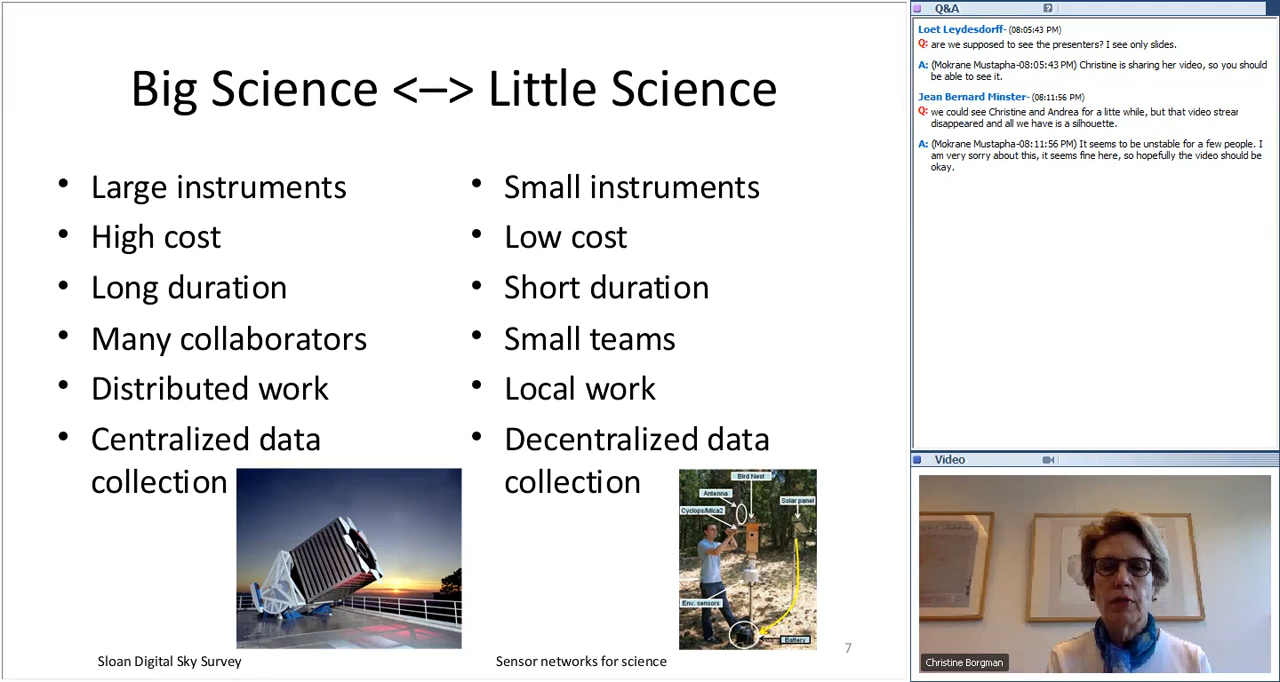 Big Science <–> Little Science
• Large instruments
• High cost
• Long duration
• Many collaborators
• Distributed work
• Centralized data
collection
• Small instruments
• Low cost
• Short duration
• Small teams
• Local work
• Decentralized data
collection
Bird Nest
Antenna
Solar panel
Cyclops/Mica2
Env. sensors
Battery
Sloan Digital Sky Survey
Sensor networks for science
7
Q&A
?
Loet Leydesdorff- (08:05:43 PM)
Q: are we supposed to see the presenters? I see only slides.
A: (Mokrane Mustapha-08:05:43 PM) Christine is sharing her video, so you should
be able to see it.
Jean Bernard Minster- (08:11:56 PM)
Q: we could see Christine and Andrea for a litte while, but that video strear
disappeared and all we have is a silhouette.
A: (Mokrane Mustapha-08:11:56 PM) It seems to be unstable for a few people. I
am very sorry about this, it seems fine here, so hopefully the video should be
okay.
Video
Christine Borgman